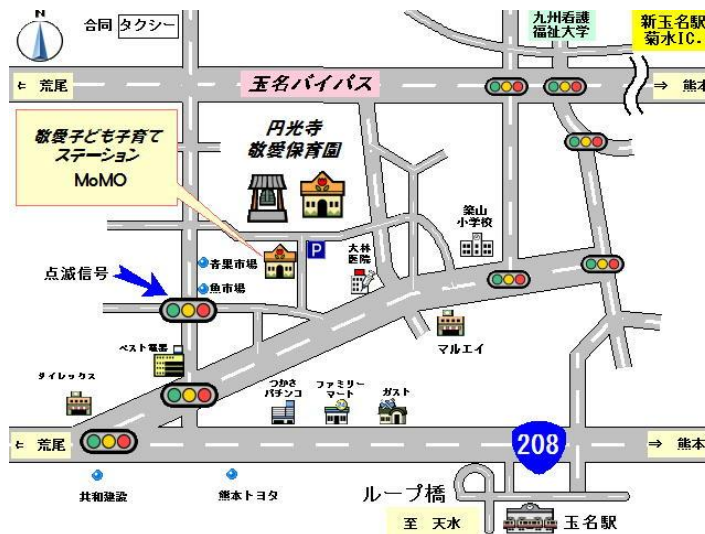 N
合同 タクシー
九州看護
福祉大学
新玉名駅
菊水IC.
⇐ 荒尾
玉名バイパス
⇒ 熊本
敬愛子ども子育て
ステーション
MoMO
円光寺
敬愛保育園
築山
小学校
P
大林
医院
青果市場
点滅信号
魚市場
マルエイ
ベスト電器
ダイレックス
つかさ
パチンコ
ファミリー
マート
ガスト
⇐ 荒尾
208
⇒ 熊本
共和建設
熊本トヨタ
ループ橋
至 天水
玉名駅